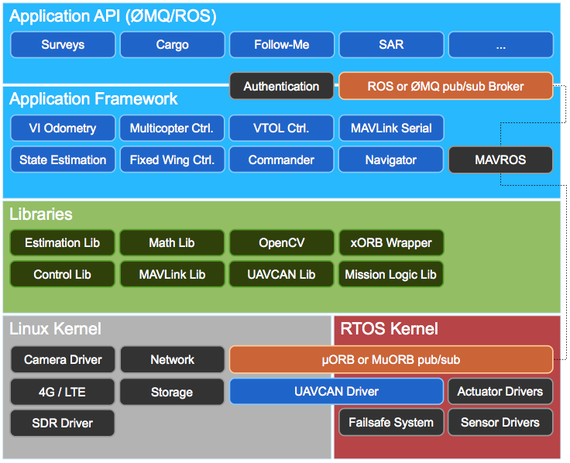 Application API (ØMQ/ROS)
Surveys
Cargo
Follow-Me
SAR
...
Authentication
ROS or ØMQ pub/sub Broker
Application Framework
VI Odometry
Multicopter Ctrl.
VTOL Ctrl.
MAVLink Serial
State Estimation
Fixed Wing Ctrl.
Commander
Navigator
MAVROS
Libraries
Estimation Lib
Math Lib
OpenCV
xORB Wrapper
Control Lib
MAVLink Lib
UAVCAN Lib
Mission Logic Lib
Linux Kernel
RTOS Kernel
Camera Driver
Network
µORB or MuORB pub/sub
4G / LTE
Storage
UAVCAN Driver
Actuator Drivers
SDR Driver
Failsafe System
Sensor Drivers